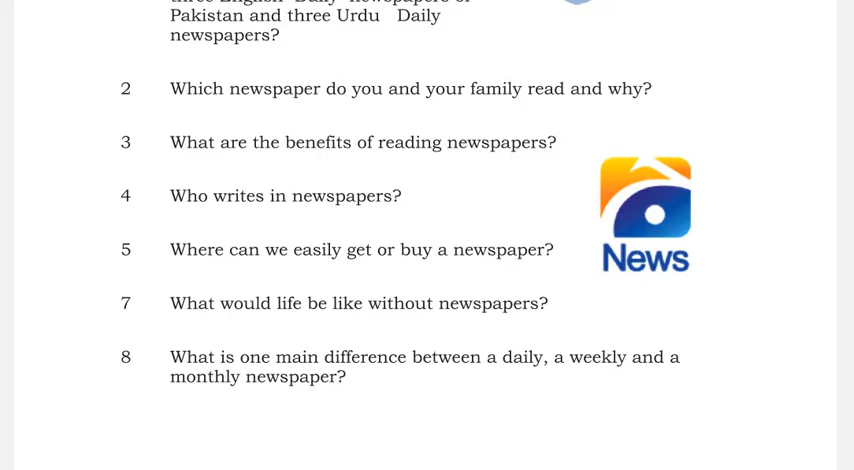 Pakistan and three Urdu Daily
newspapers?
2 Which newspaper do you and your family read and why?
3 What are the benefits of reading newspapers?
4 Who writes in newspapers?
5 Where can we easily get or buy a newspaper?
News
7 What would life be like without newspapers?
8 What is one main difference between a daily, a weekly and a
monthly newspaper?